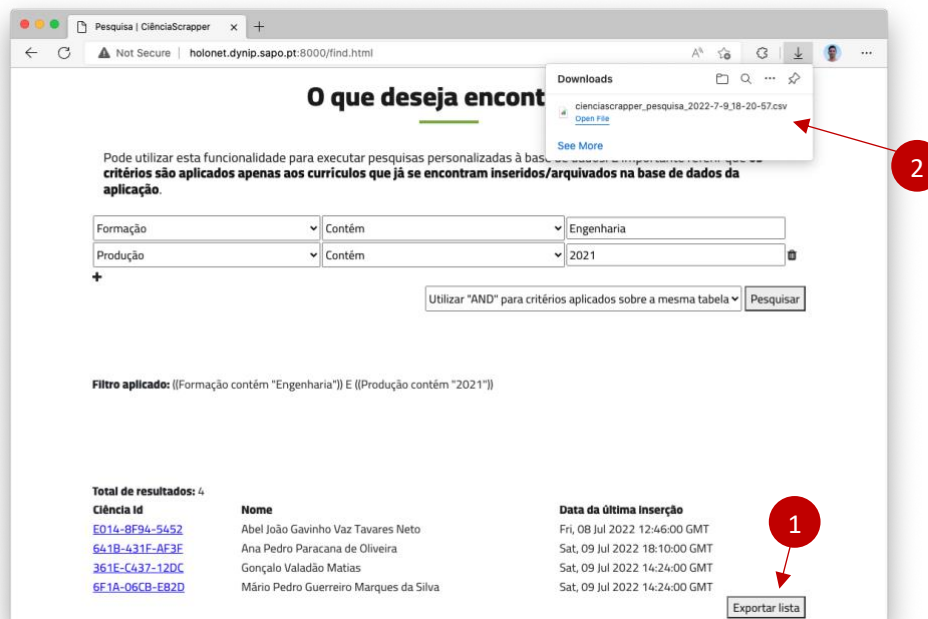 Pesquisa | CiênciaScrapper
Not Secure | holonet.dynip.sapo.pt:8000/find.html
Downloads
cienciascrapper_pesquisa_2022-7-9_18-20-57.csv
Open File
See More
2
O que deseja encont
Pode utilizar esta funcionalidade para executar pesquisas personalizadas à base de dados. É importante referir que os
critérios são aplicados apenas aos currículos que já se encontram inseridos/arquivados na base de dados da
aplicação.
Formação Contém Engenharia
Produção Contém 2021
+
Utilizar "AND" para critérios aplicados sobre a mesma tabela Pesquisar
Filtro aplicado: ((Formação contém "Engenharia")) E ((Produção contém "2021"))
Total de resultados: 4
Ciência Id Nome Data da última inserção
E014-8F94-5452 Abel João Gavinho Vaz Tavares Neto Fri, 08 Jul 2022 12:46:00 GMT
641B-431F-AF3F Ana Pedro Paracana de Oliveira Sat, 09 Jul 2022 18:10:00 GMT
361E-C437-12DC Gonçalo Valadão Matias Sat, 09 Jul 2022 14:24:00 GMT
6F1A-06CB-E82D Mário Pedro Guerreiro Marques da Silva Sat, 09 Jul 2022 14:24:00 GMT
1
Exportar lista